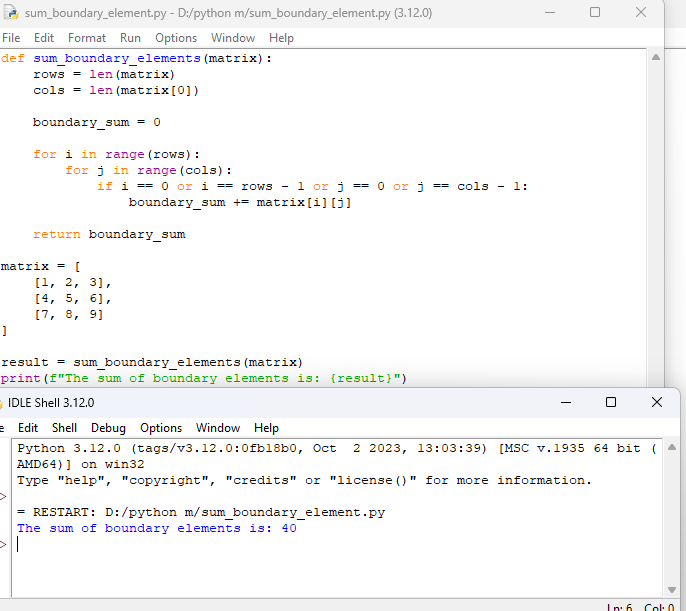 sum_boundary_element.py - D:/python m/sum_boundary_element.py (3.12.0)
File Edit Format Run Options Window Help
def sum_boundary_elements(matrix):
    rows = len(matrix)
    cols = len(matrix[0])

    boundary_sum = 0

    for i in range(rows):
        for j in range(cols):
            if i == 0 or i == rows - 1 or j == 0 or j == cols - 1:
                boundary_sum += matrix[i][j]

    return boundary_sum

matrix = [
    [1, 2, 3],
    [4, 5, 6],
    [7, 8, 9]
]

result = sum_boundary_elements(matrix)
print(f"The sum of boundary elements is: {result}")
IDLE Shell 3.12.0
e Edit Shell Debug Options Window Help
Python 3.12.0 (tags/v3.12.0:0fb18b0, Oct  2 2023, 13:03:39) [MSC v.1935 64 bit (
AMD64)] on win32
Type "help", "copyright", "credits" or "license()" for more information.
>
= RESTART: D:/python m/sum_boundary_element.py
The sum of boundary elements is: 40
>
Ln: 6 Col: 0